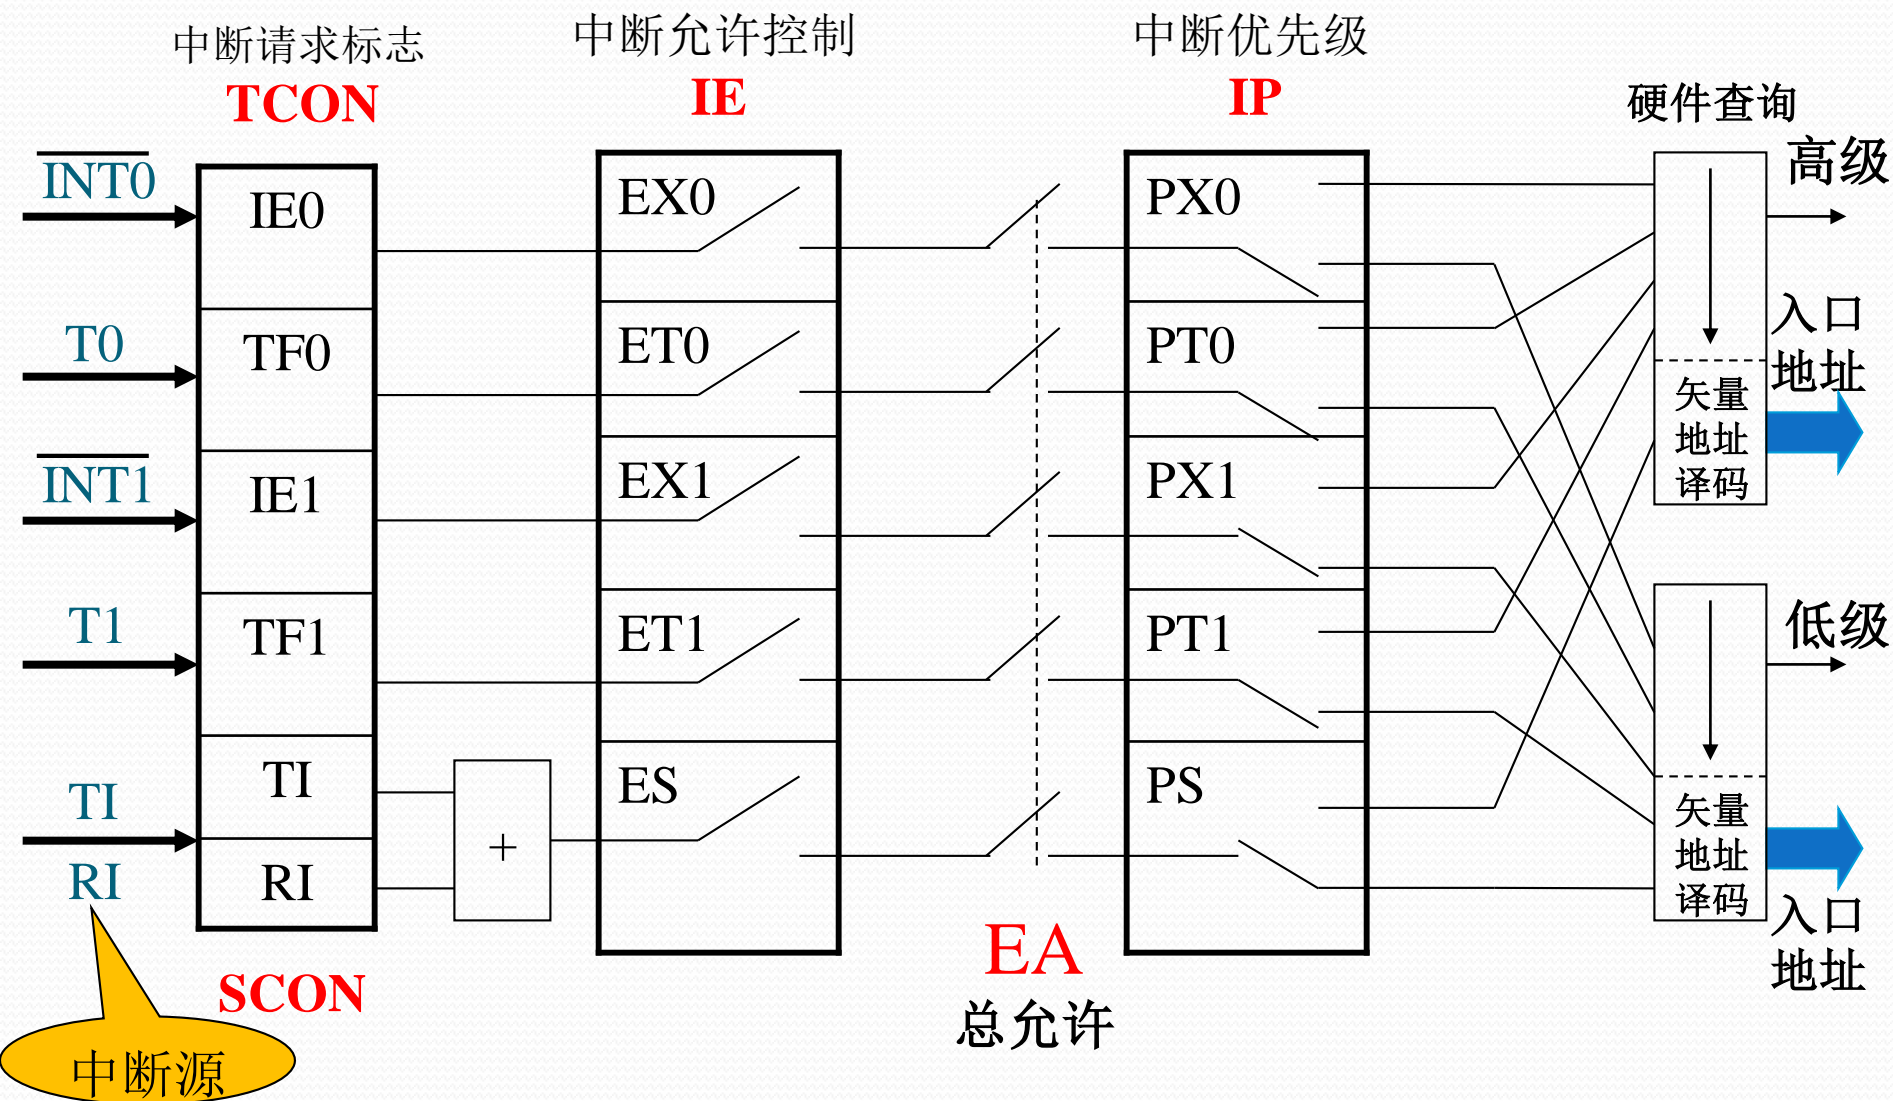 中断请求标志
TCON
中断允许控制
IE
中断优先级
IP
硬件查询
高级
INT0
T0
INT1
T1
TI
RI
IE0
TF0
IE1
TF1
TI
RI
SCON
中断源
+
EX0
ET0
EX1
ET1
ES
EA
总允许
PX0
PT0
PX1
PT1
PS
矢量
地址
译码
入口
地址
低级
矢量
地址
译码
入口
地址